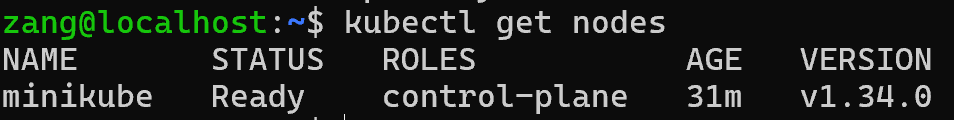 zang@localhost:~$ kubectl get nodes
NAME       STATUS   ROLES           AGE   VERSION
minikube   Ready    control-plane   31m   v1.34.0